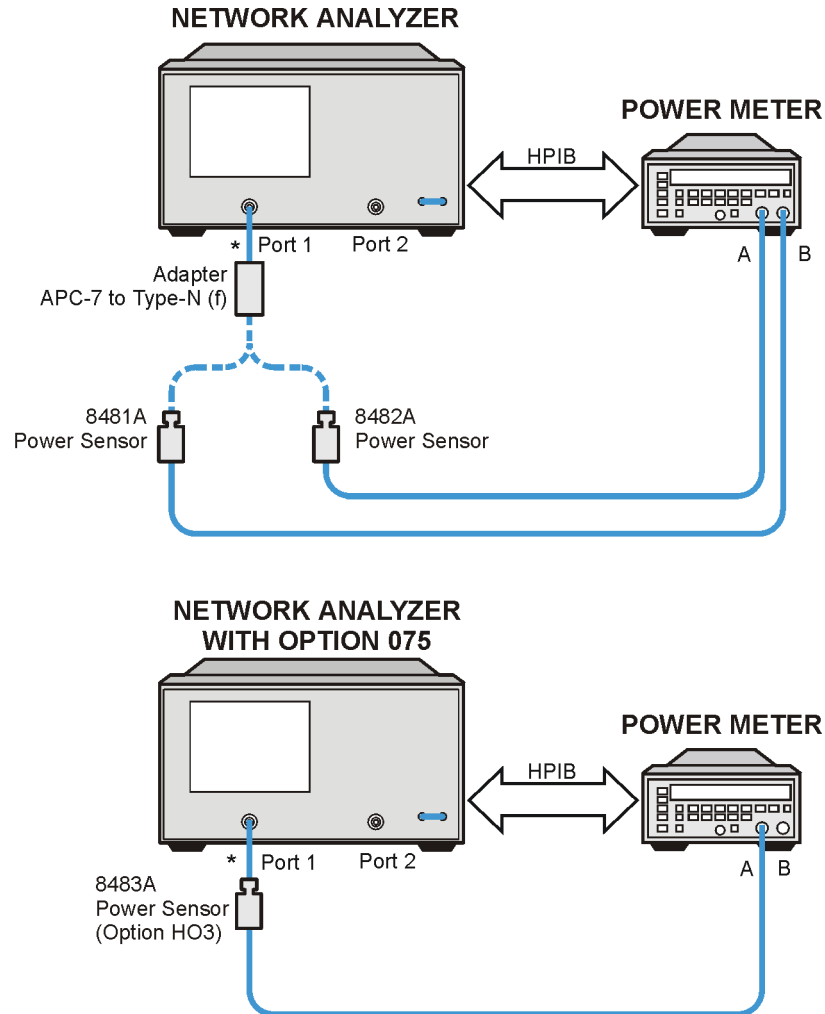 NETWORK ANALYZER
POWER METER
HPIB
* Port 1 Port 2
A B
Adapter
APC-7 to Type-N (f)
8481A
Power Sensor
8482A
Power Sensor
NETWORK ANALYZER
WITH OPTION 075
POWER METER
HPIB
* Port 1 Port 2
A B
8483A
Power Sensor
(Option HO3)